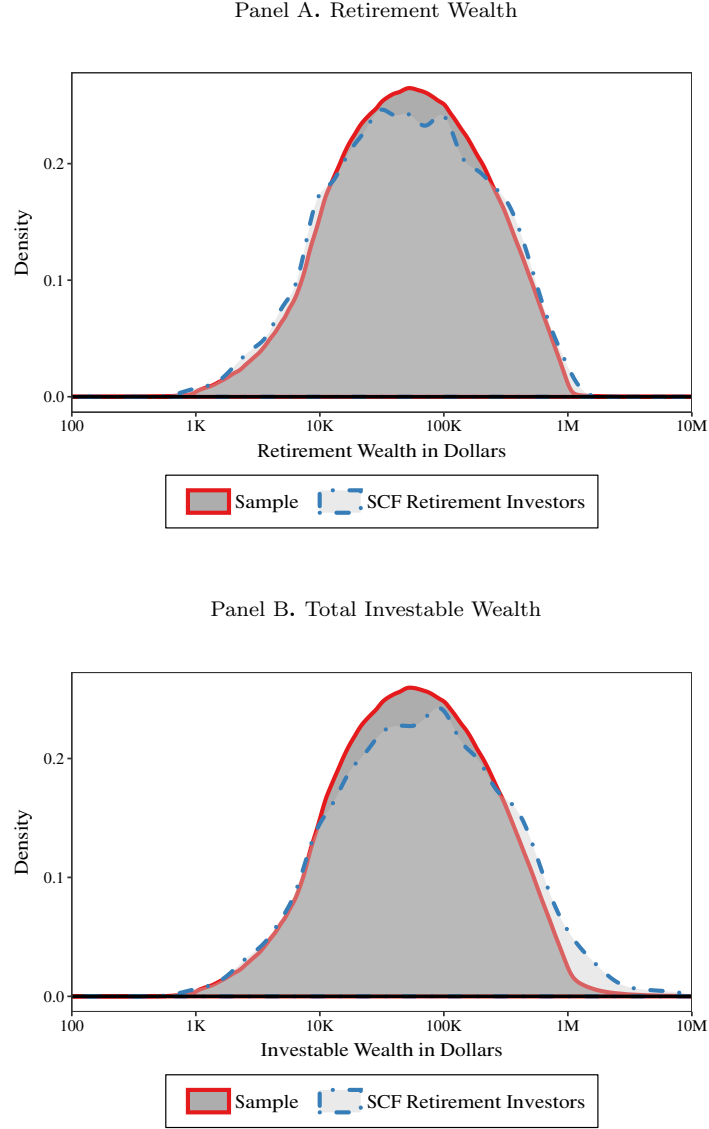 Panel A. Retirement Wealth
Density
0.2
0.1
0.0
100 1K 10K 100K 1M 10M
Retirement Wealth in Dollars
Sample SCF Retirement Investors
Panel B. Total Investable Wealth
Density
0.2
0.1
0.0
100 1K 10K 100K 1M 10M
Investable Wealth in Dollars
Sample SCF Retirement Investors